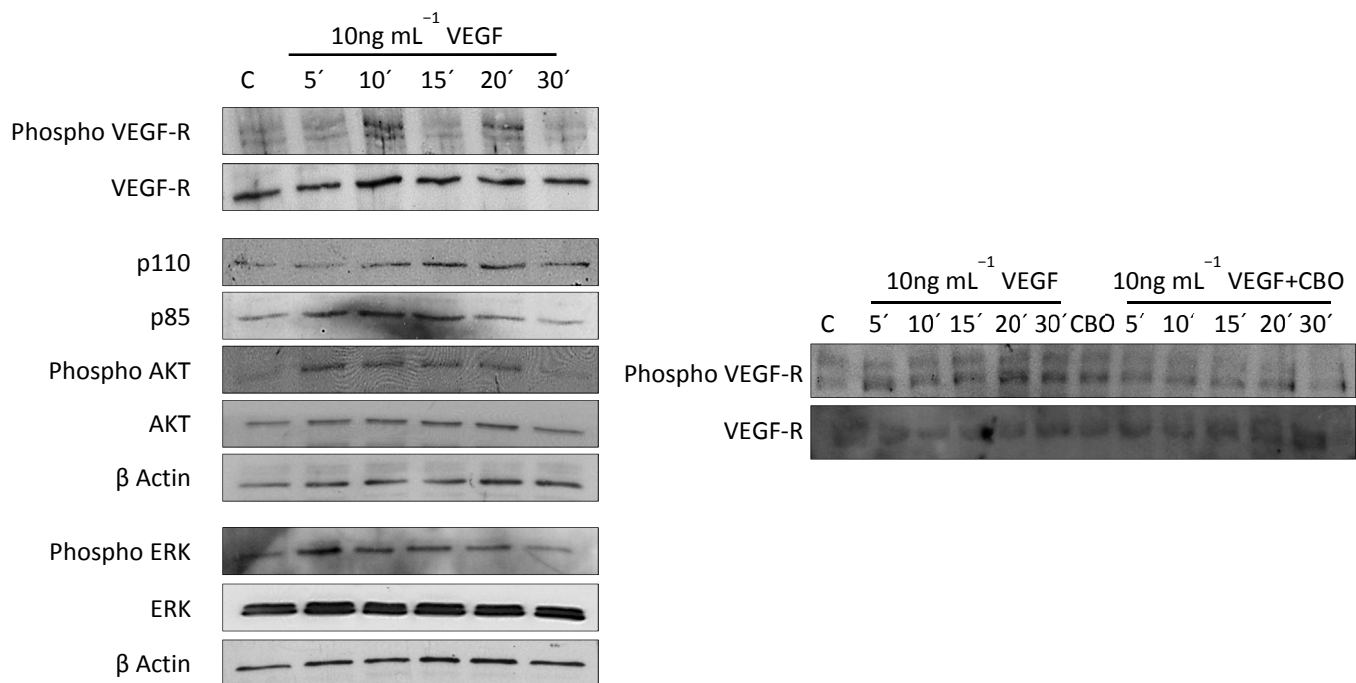 10ng mL⁻¹ VEGF
C 5′ 10′ 15′ 20′ 30′
Phospho VEGF-R
VEGF-R
p110
p85
Phospho AKT
AKT
β Actin
Phospho ERK
ERK
β Actin
10ng mL⁻¹ VEGF 10ng mL⁻¹ VEGF+CBO
C 5′ 10′ 15′ 20′ 30′ CBO 5′ 10′ 15′ 20′ 30′
Phospho VEGF-R
VEGF-R